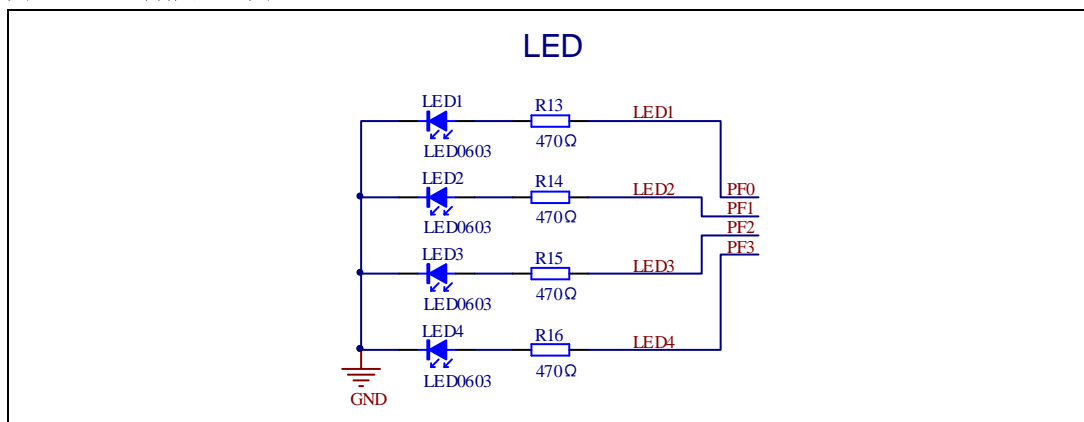 LED
LED1
R13
LED1
LED0603
470Ω
LED2
R14
LED2
PF0
PF1
LED0603
470Ω
PF2
PF3
LED3
R15
LED3
LED0603
470Ω
LED4
R16
LED4
LED0603
470Ω
GND